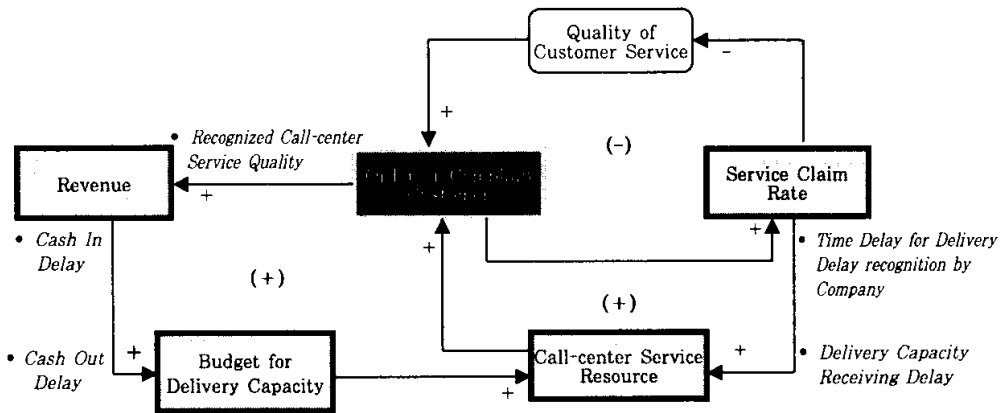 Quality of
Customer Service
-
+
• Recognized Call-center
Service Quality
(-)
Revenue
+
Service Claim
Rate
+
+
• Cash In
Delay
• Time Delay for Delivery
Delay recognition by
Company
(+)
(+)
• Cash Out
Delay
+
Budget for
Delivery Capacity
+
Call-center Service
Resource
+
• Delivery Capacity
Receiving Delay